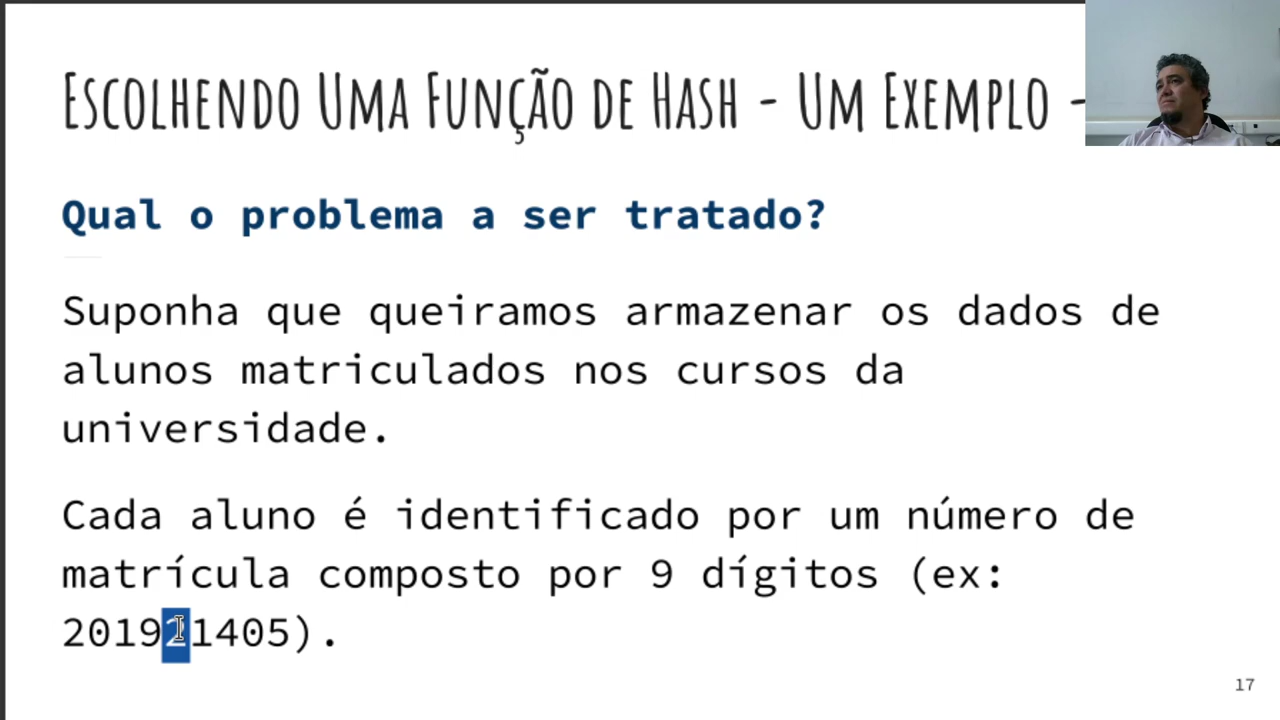 Escolhendo Uma Função de Hash - Um Exemplo -
Qual o problema a ser tratado?
Suponha que queiramos armazenar os dados de
alunos matriculados nos cursos da
universidade.
Cada aluno é identificado por um número de
matrícula composto por 9 dígitos (ex:
201921405).
17